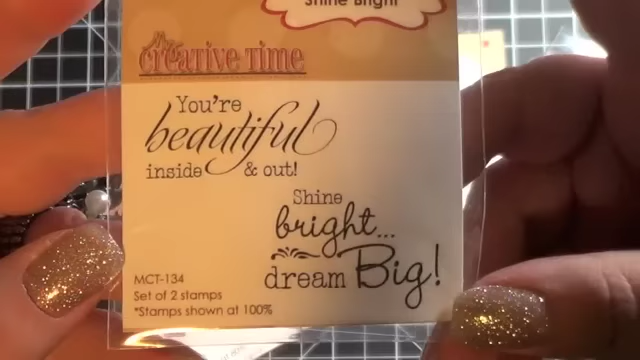 Shine Bright
My creative Time
You're
beautiful
inside & out!
Shine
bright...
dream Big!
MCT-134
Set of 2 stamps
*Stamps shown at 100%